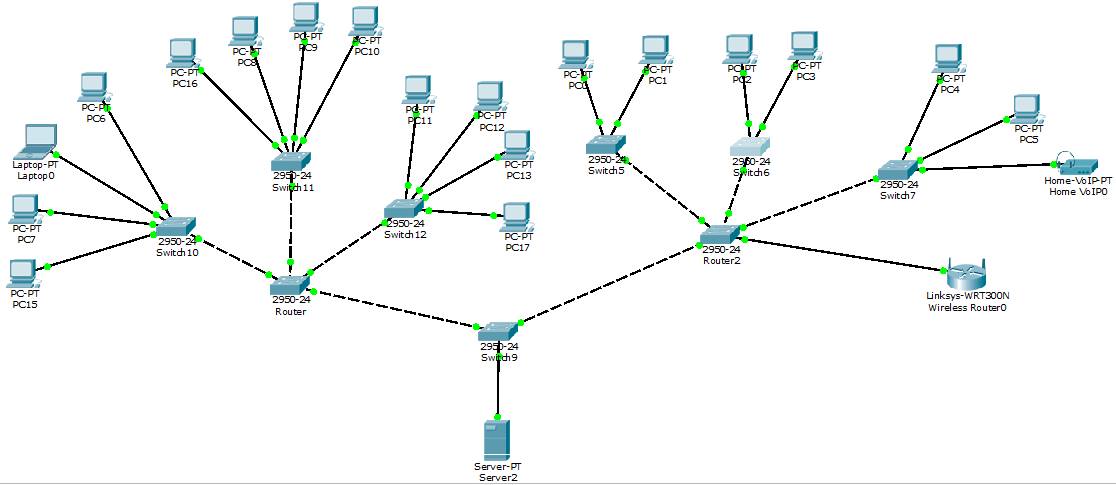 PC-PT
PC16
PC-PT
PC8
PC-PT
PC9
PC-PT
PC10
PC-PT
PC6
Laptop-PT
Laptop0
PC-PT
PC7
PC-PT
PC15
2950-24
Switch10
2950-24
Switch11
PC-PT
PC11
PC-PT
PC12
PC-PT
PC13
PC-PT
PC17
2950-24
Switch12
2950-24
Router
PC-PT
PC0
PC-PT
PC1
PC-PT
PC2
PC-PT
PC3
PC-PT
PC4
PC-PT
PC5
2950-24
Switch5
2950-24
Switch6
2950-24
Switch7
Home-VoIP-PT
Home VoIP0
2950-24
Router2
Linksys-WRT300N
Wireless Router0
2950-24
Switch9
Server-PT
Server2